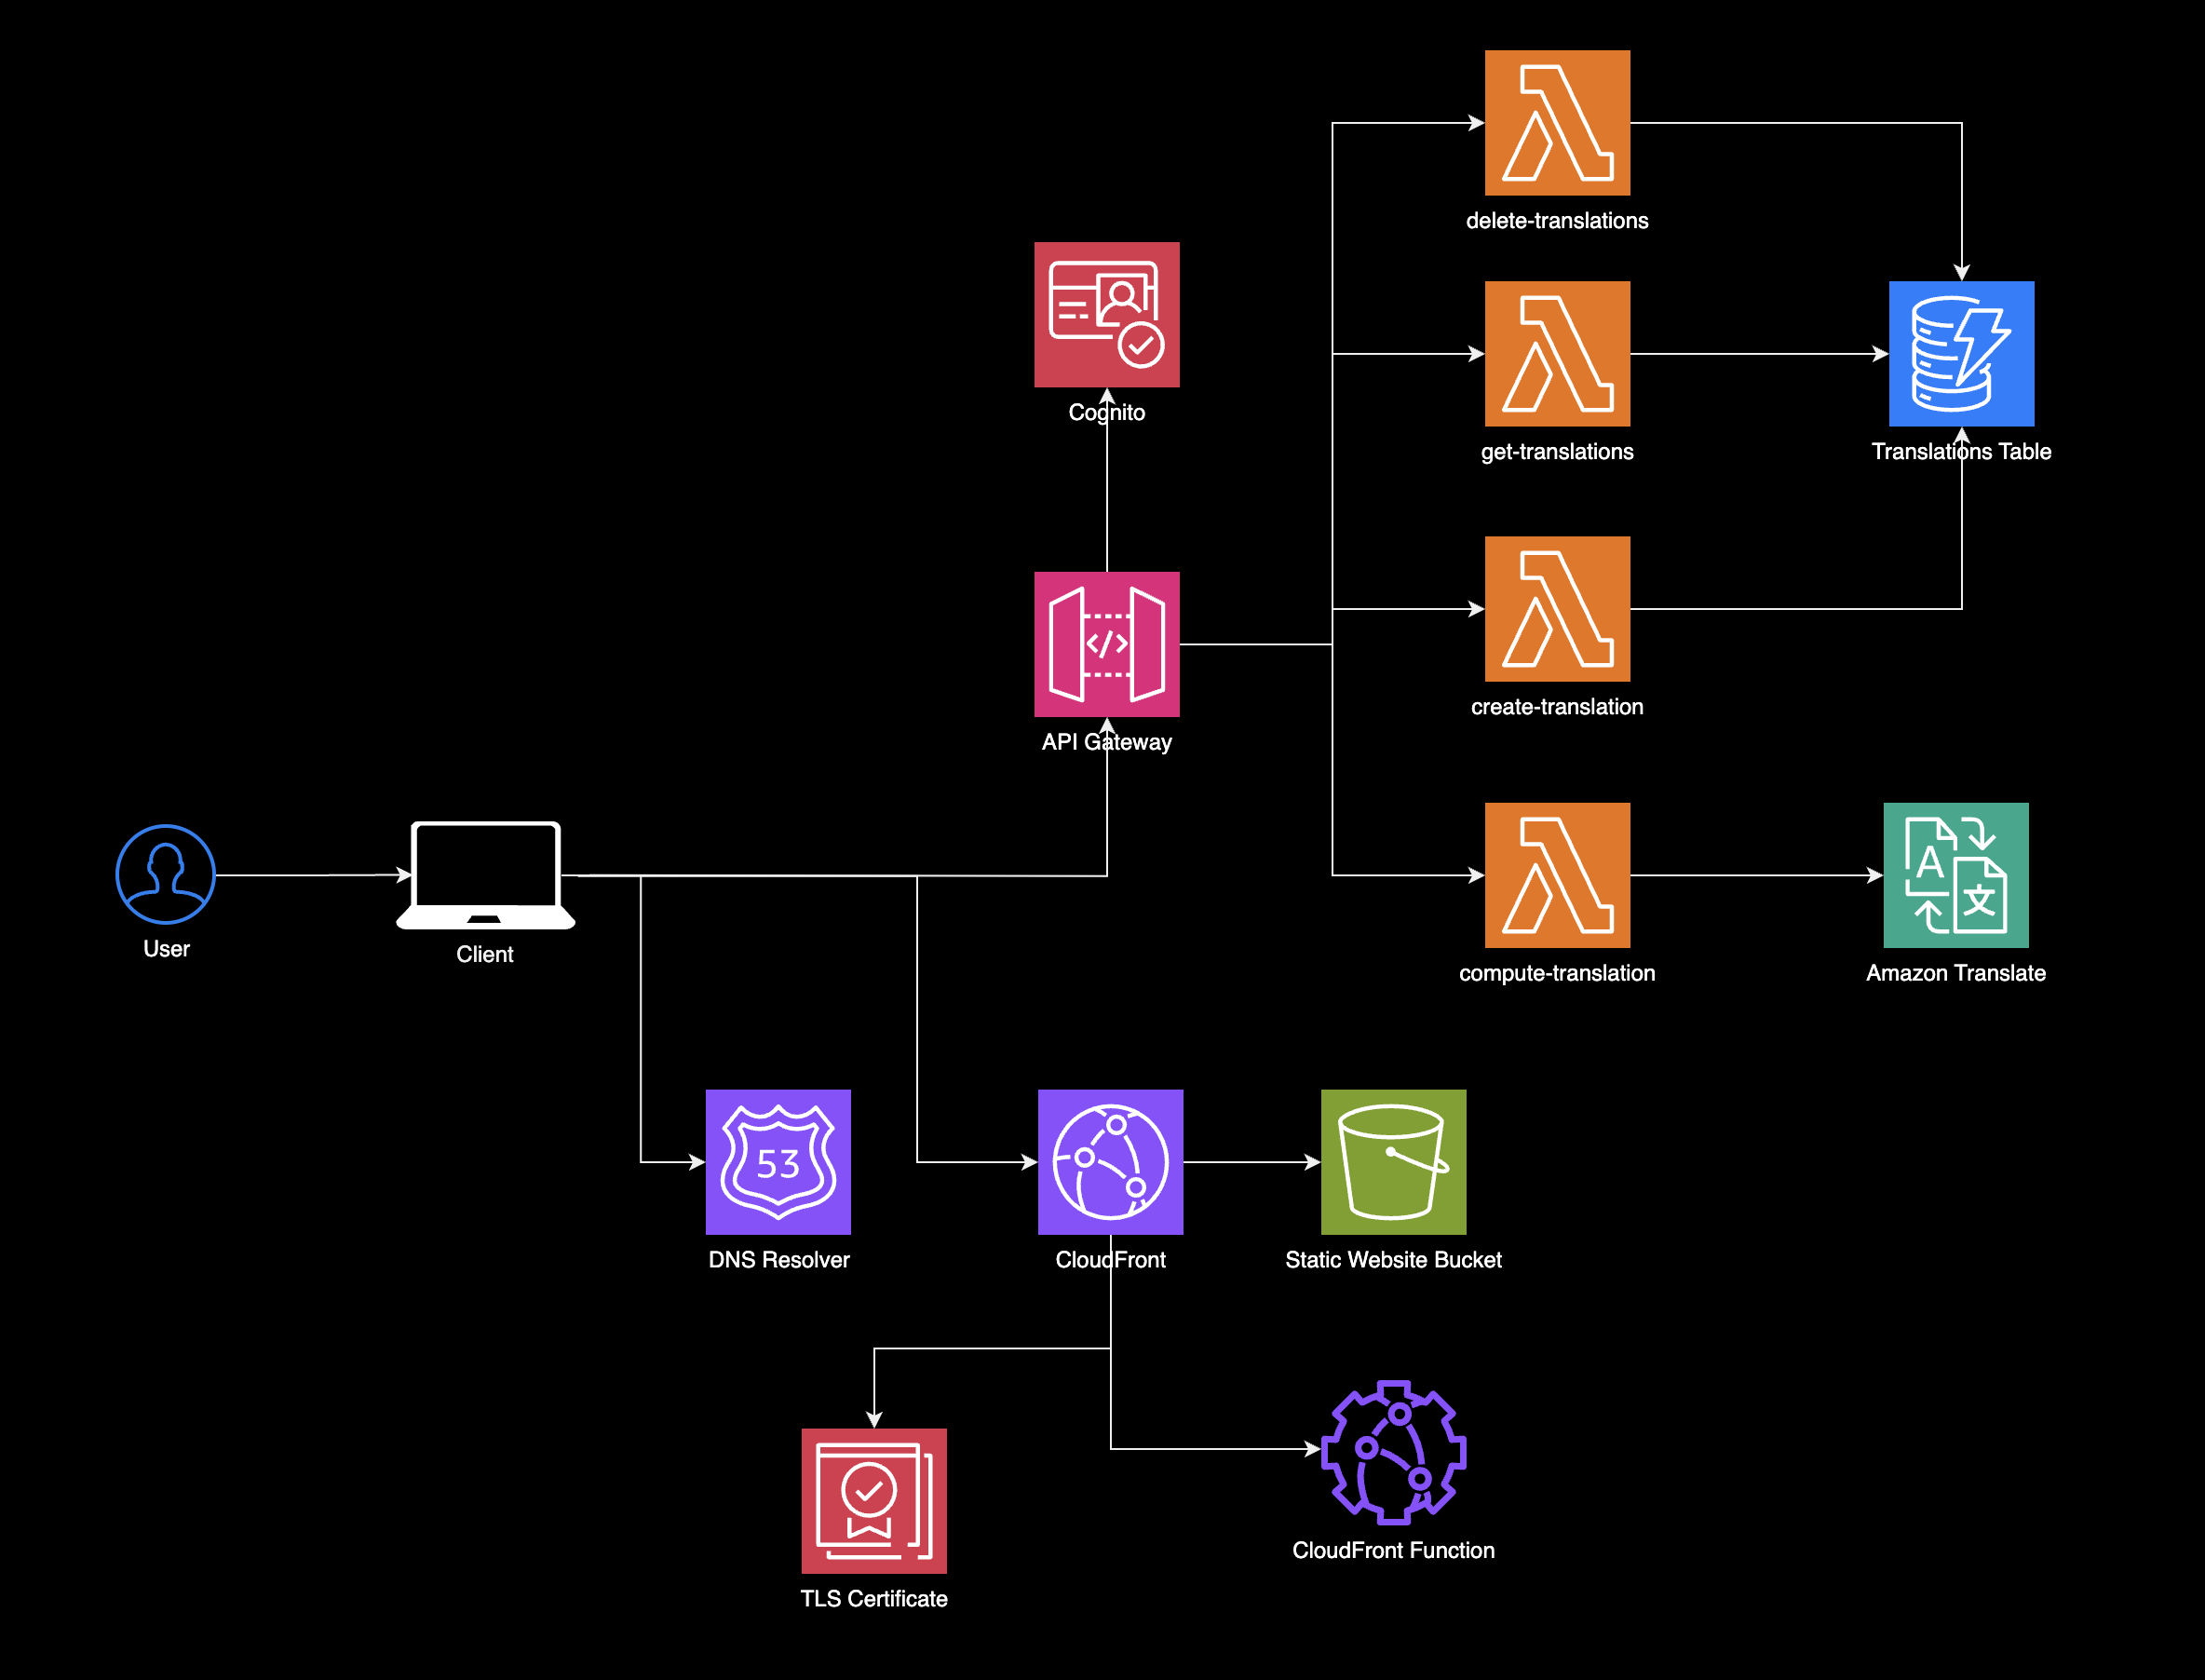 delete-translations
Cognito
get-translations
Translations Table
</>
create-translation
API Gateway
A
文
User
Client
compute-translation
Amazon Translate
53
DNS Resolver
CloudFront
Static Website Bucket
CloudFront Function
TLS Certificate